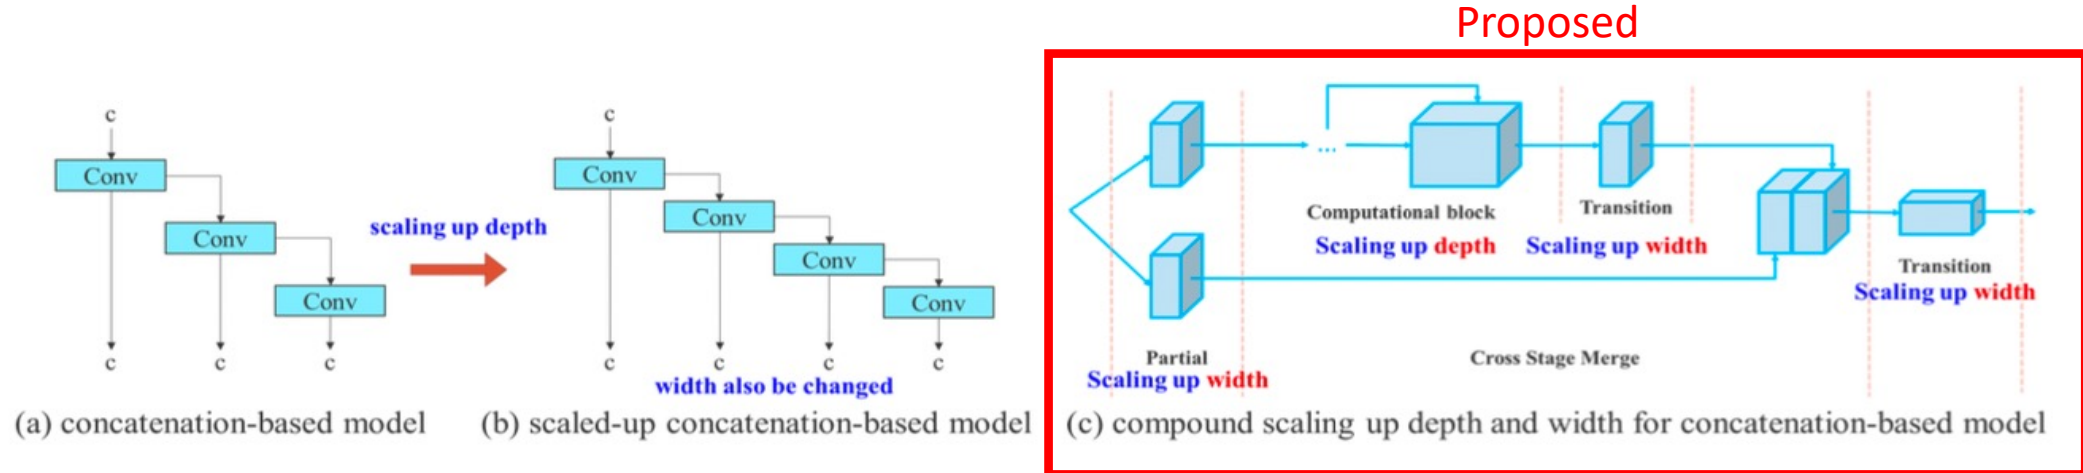 Proposed
c
Conv
Conv
Conv
c c c
scaling up depth
c
Conv
Conv
Conv
Conv
c c c c
width also be changed
...
Computational block
Scaling up depth
Transition
Scaling up width
Transition
Scaling up width
Partial
Scaling up width
Cross Stage Merge
(a) concatenation-based model
(b) scaled-up concatenation-based model
(c) compound scaling up depth and width for concatenation-based model